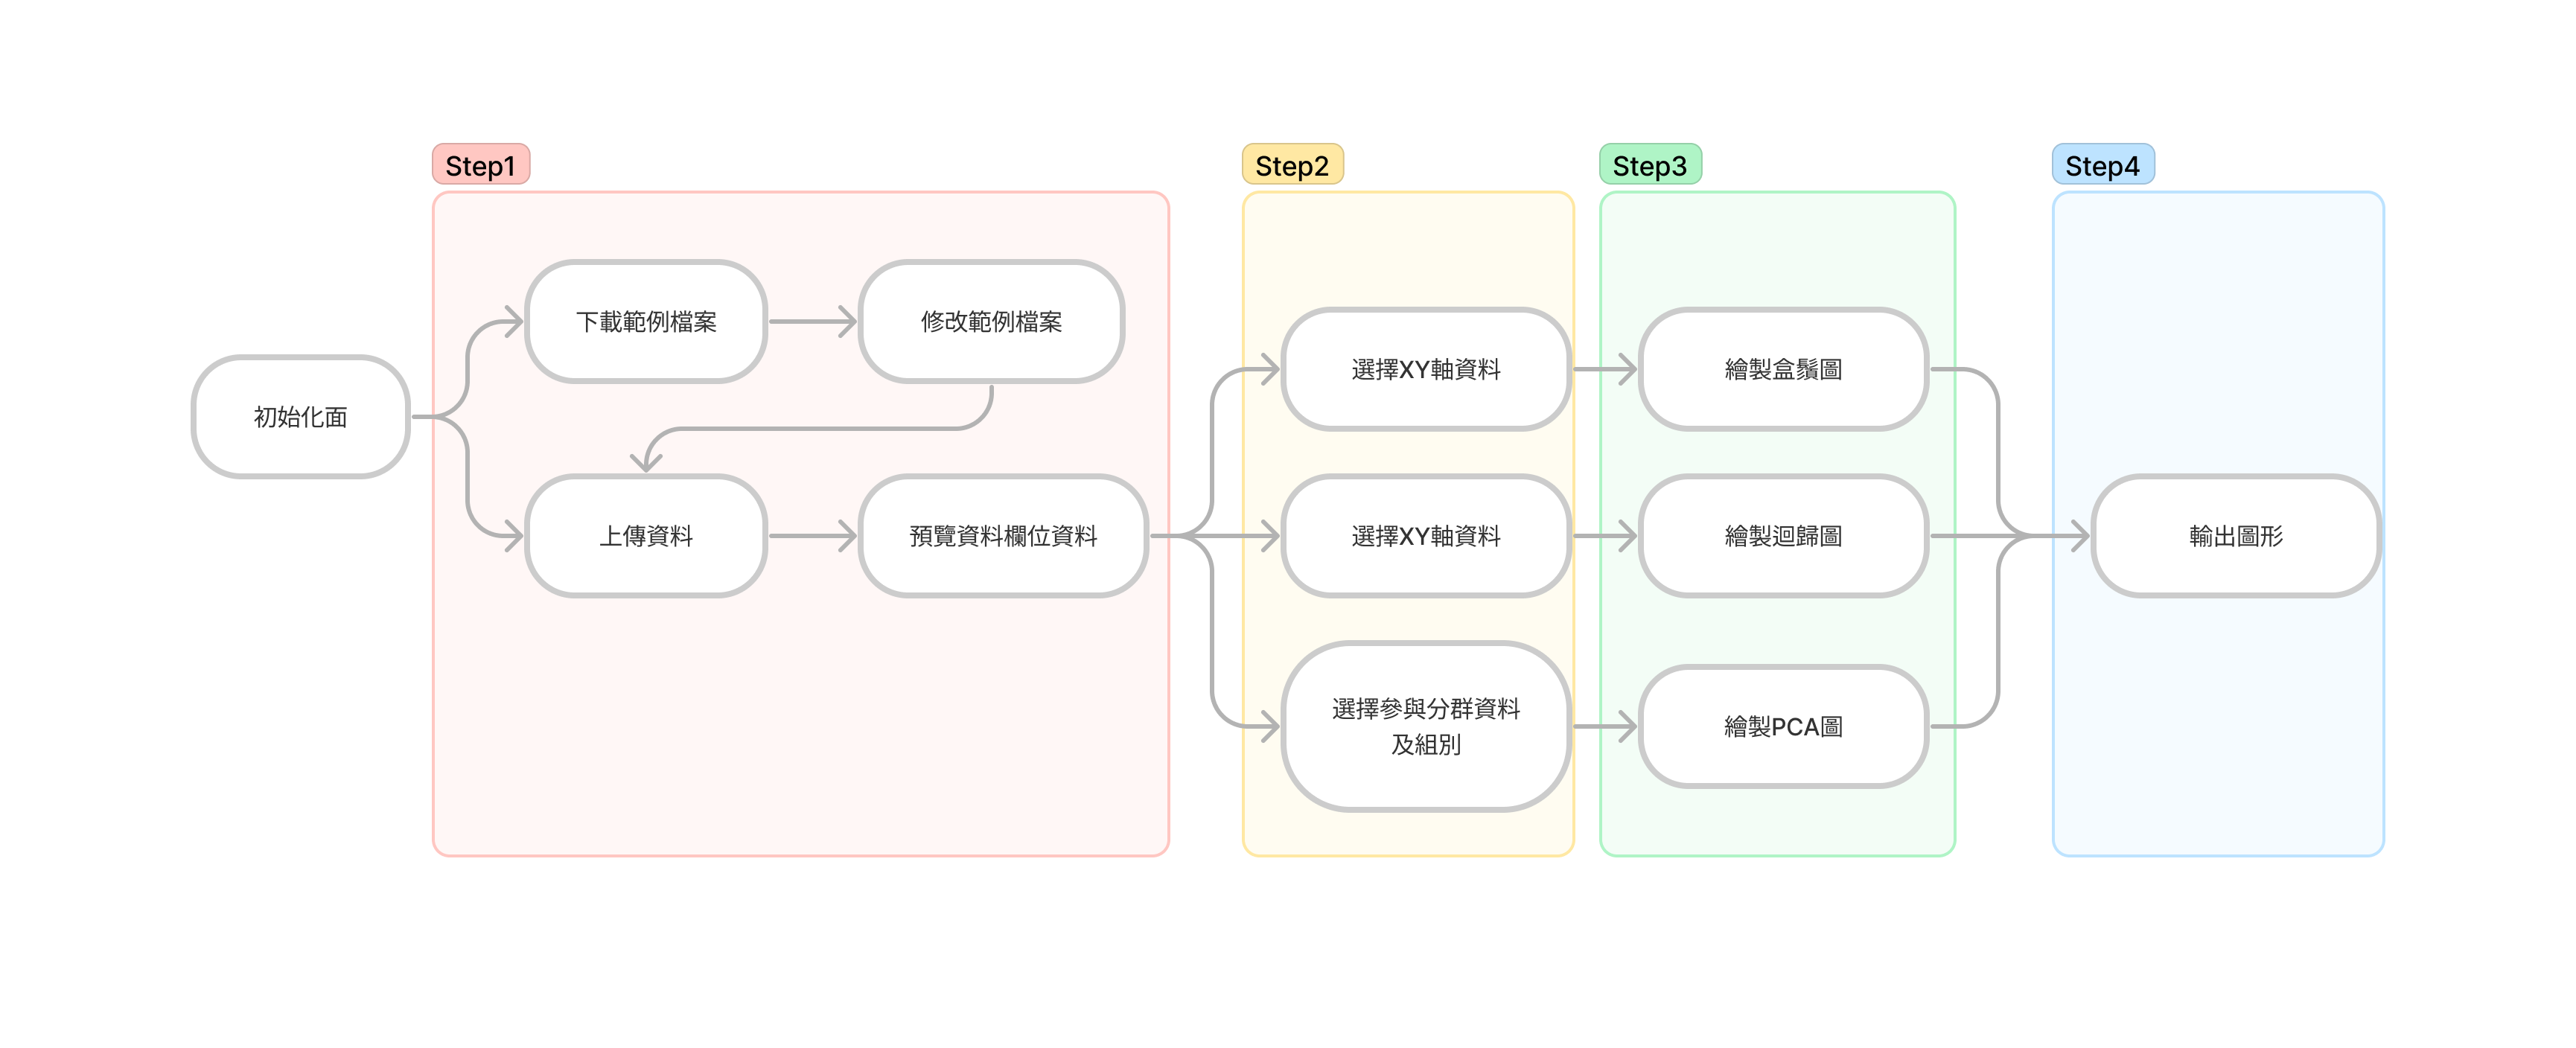 Step1
Step2
Step3
Step4
初始化面
下載範例檔案
修改範例檔案
上傳資料
預覽資料欄位資料
選擇XY軸資料
選擇XY軸資料
選擇參與分群資料
及組別
繪製盒鬚圖
繪製迴歸圖
繪製PCA圖
輸出圖形